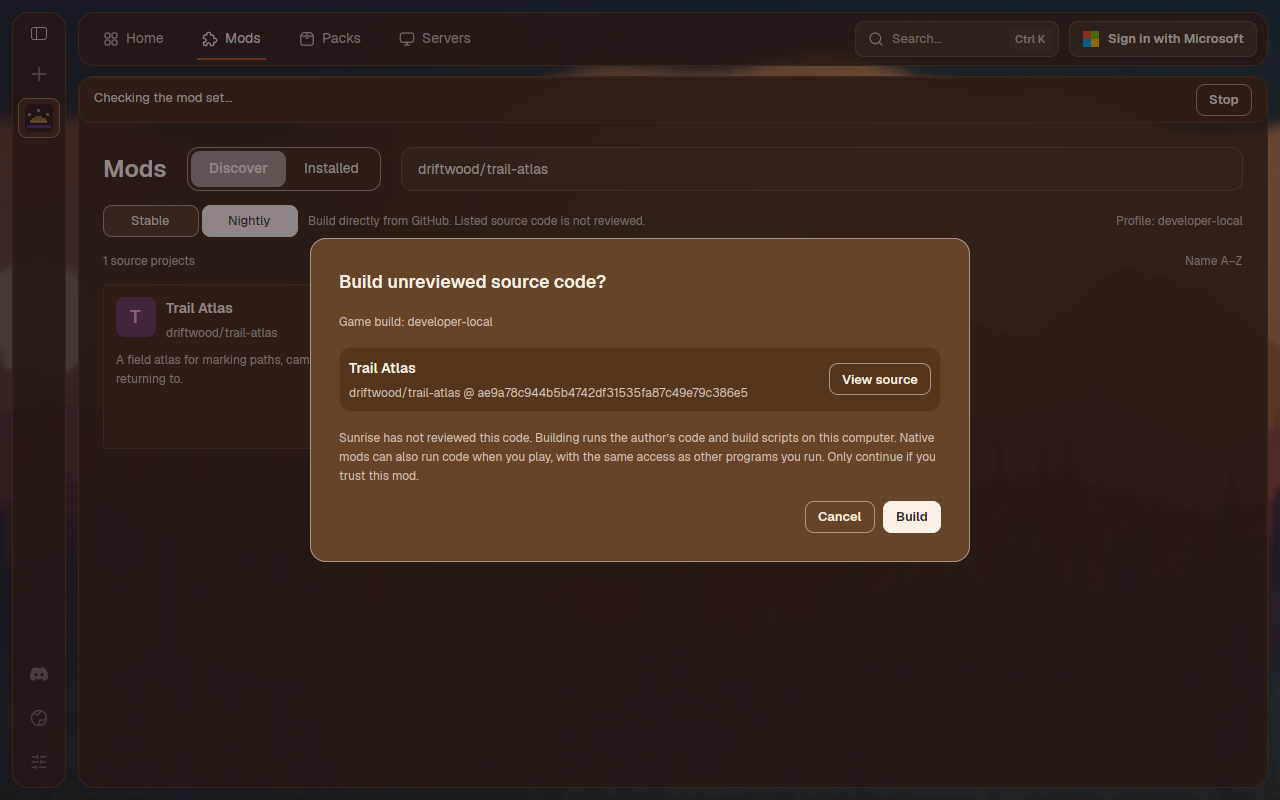 Home
Mods
Packs
Servers
Search...
Ctrl K
Sign in with Microsoft
Checking the mod set...
Stop
Mods
Discover
Installed
driftwood/trail-atlas
Stable
Nightly
Build directly from GitHub. Listed source code is not reviewed.
Profile: developer-local
1 source projects
Name A–Z
T
Trail Atlas
driftwood/trail-atlas
A field atlas for marking paths, cam
returning to.
Build unreviewed source code?
Game build: developer-local
Trail Atlas
driftwood/trail-atlas @ ae9a78c944b5b4742df31535fa87c49e79c386e5
View source
Sunrise has not reviewed this code. Building runs the author's code and build scripts on this computer. Native
mods can also run code when you play, with the same access as other programs you run. Only continue if you
trust this mod.
Cancel
Build